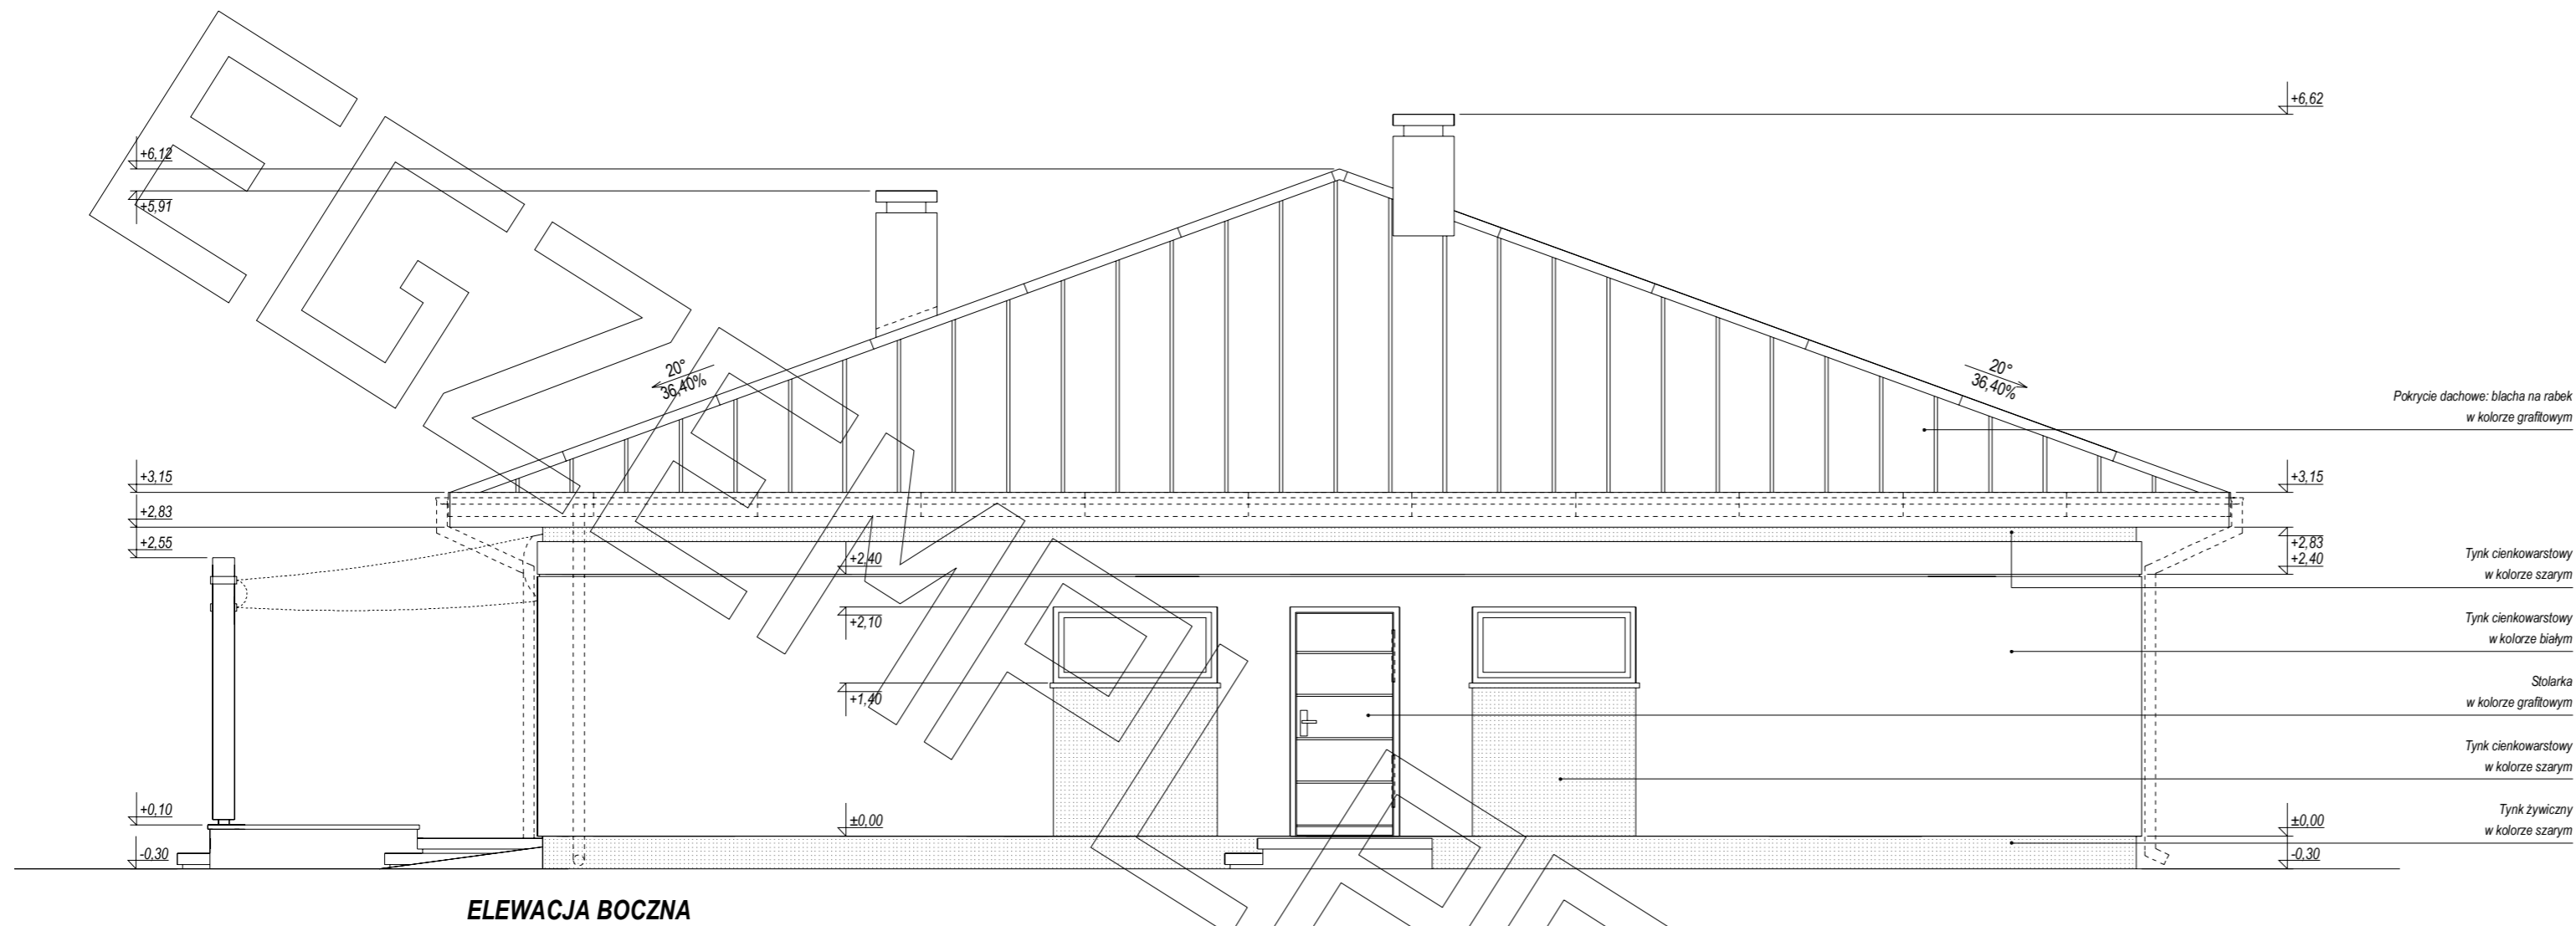 +6,62
+6,12
+5,91
20°
36,40%
20°
36,40%
Pokrycie dachowe: blacha na rąbek
w kolorze grafitowym
+3,15
+3,15
+2,83
+2,55
+2,83
+2,40
+2,40
Tynk cienkowarstwowy
w kolorze szarym
+2,10
Tynk cienkowarstwowy
w kolorze białym
+1,40
Stolarka
w kolorze grafitowym
Tynk cienkowarstwowy
w kolorze szarym
+0,10
±0,00
±0,00
Tynk żywiczny
w kolorze szarym
-0,30
-0,30
ELEWACJA BOCZNA